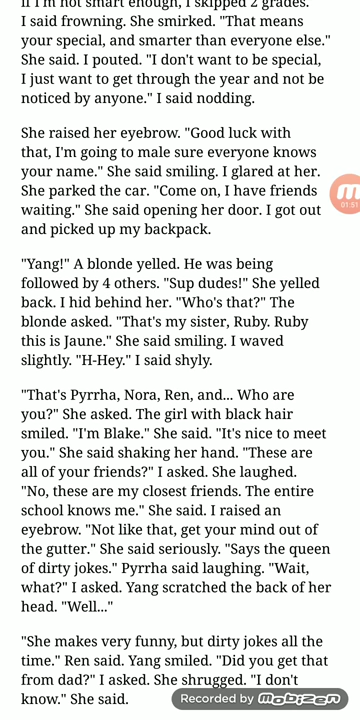 if I'm not smart enough, I skipped 2 grades."
I said frowning. She smirked. "That means
your special, and smarter than everyone else."
She said. I pouted. "I don't want to be special,
I just want to get through the year and not be
noticed by anyone." I said nodding.
She raised her eyebrow. "Good luck with
that, I'm going to male sure everyone knows
your name." She said smiling. I glared at her.
She parked the car. "Come on, I have friends
waiting." She said opening her door. I got out
and picked up my backpack.
01:51
"Yang!" A blonde yelled. He was being
followed by 4 others. "Sup dudes!" She yelled
back. I hid behind her. "Who's that?" The
blonde asked. "That's my sister, Ruby. Ruby
this is Jaune." She said smiling. I waved
slightly. "H-Hey." I said shyly.
"That's Pyrrha, Nora, Ren, and... Who are
you?" She asked. The girl with black hair
smiled. "I'm Blake." She said. "It's nice to meet
you." She said shaking her hand. "These are
all of your friends?" I asked. She laughed.
"No, these are my closest friends. The entire
school knows me." She said. I raised an
eyebrow. "Not like that, get your mind out of
the gutter." She said seriously. "Says the queen
of dirty jokes." Pyrrha said laughing. "Wait,
what?" I asked. Yang scratched the back of her
head. "Well..."
"She makes very funny, but dirty jokes all the
time." Ren said. Yang smiled. "Did you get that
from dad?" I asked. She shrugged. "I don't
know." She said.
Recorded by Mobizen